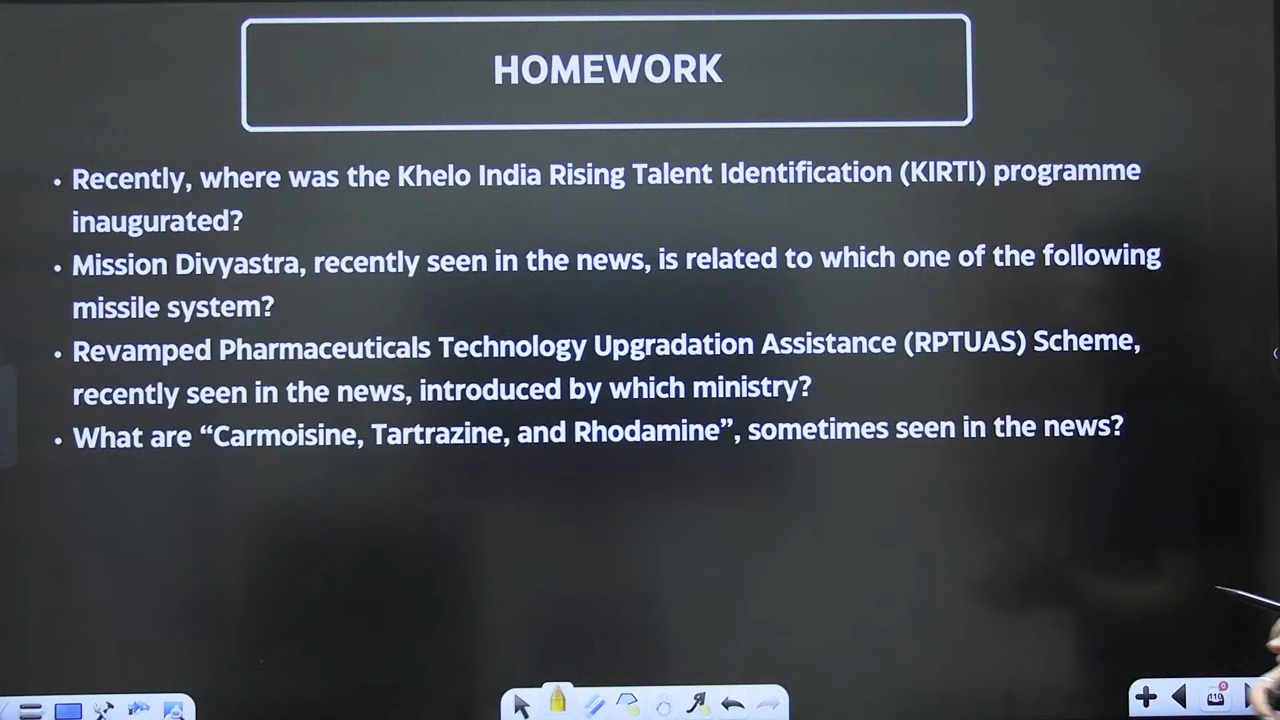 HOMEWORK
• Recently, where was the Khelo India Rising Talent Identification (KIRTI) programme
inaugurated?
• Mission Divyastra, recently seen in the news, is related to which one of the following
missile system?
• Revamped Pharmaceuticals Technology Upgradation Assistance (RPTUAS) Scheme,
recently seen in the news, introduced by which ministry?
• What are “Carmoisine, Tartrazine, and Rhodamine”, sometimes seen in the news?
110